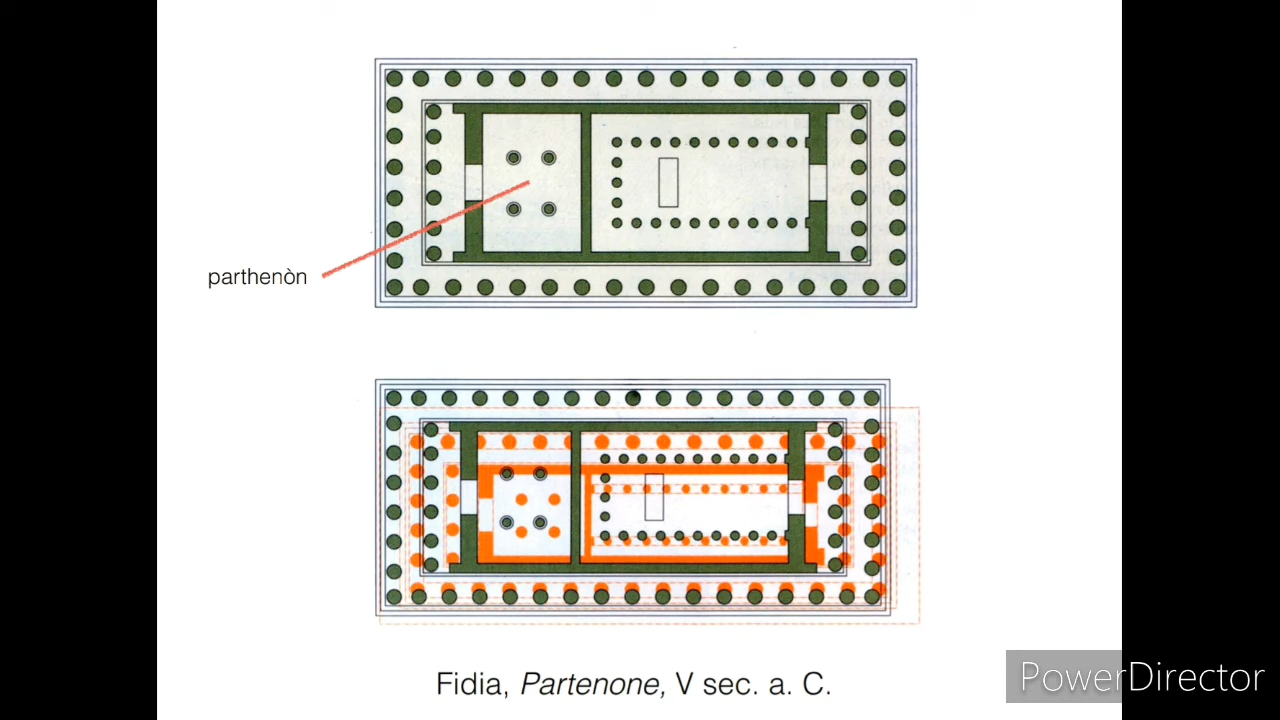 parthenòn
Fidia, Partenone, V sec. a. C.
PowerDirector